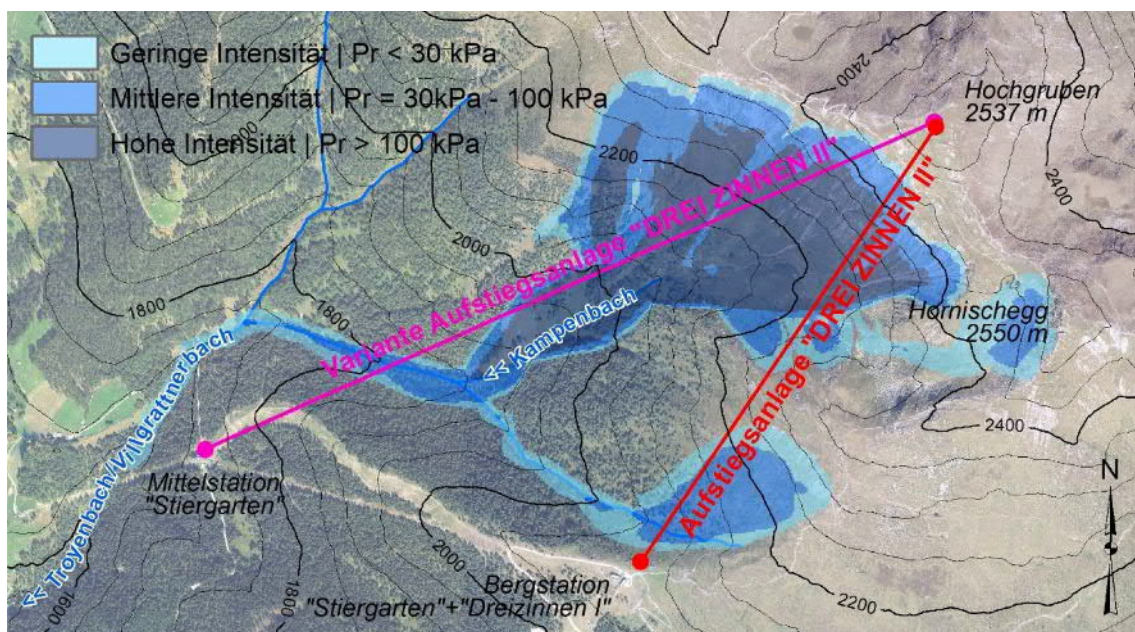 Geringe Intensität | Pr < 30 kPa
Mittlere Intensität | Pr = 30kPa - 100 kPa
Hohe Intensität | Pr > 100 kPa
2400
Hochgruben
2537 m
2200
2400
2000
1800
1800
Variante Aufstiegsanlage "DREI ZINNEN II"
Aufstiegsanlage "DREI ZINNEN II"
<< Kampenbach
Hornischegg
2550 m
2400
<< Troyenbach/Villgrattnerbach
Mittelstation
"Stiergarten"
N
2000
Bergstation
"Stiergarten"+"Dreizinnen I"
1600
1800
2200